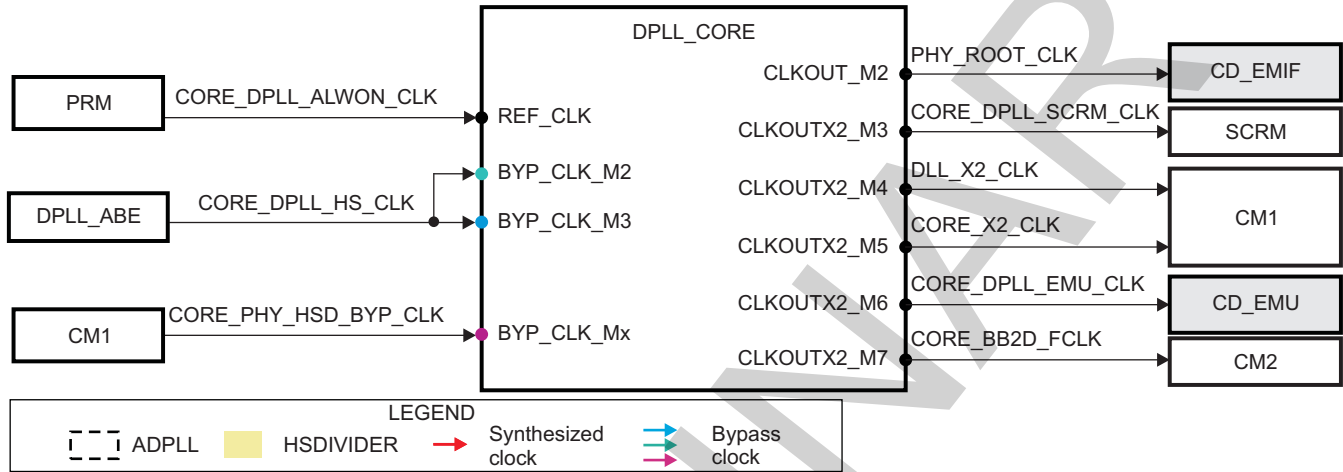 DPLL_CORE
PRM
CORE_DPLL_ALWON_CLK
REF_CLK
BYP_CLK_M2
DPLL_ABE
CORE_DPLL_HS_CLK
BYP_CLK_M3
CM1
CORE_PHY_HSD_BYP_CLK
BYP_CLK_Mx
CLKOUT_M2
PHY_ROOT_CLK
CD_EMIF
CLKOUTX2_M3
CORE_DPLL_SCRM_CLK
SCRM
CLKOUTX2_M4
DLL_X2_CLK
CLKOUTX2_M5
CORE_X2_CLK
CM1
CLKOUTX2_M6
CORE_DPLL_EMU_CLK
CD_EMU
CLKOUTX2_M7
CORE_BB2D_FCLK
CM2
LEGEND
ADPLL
HSDIVIDER
Synthesized
clock
Bypass
clock